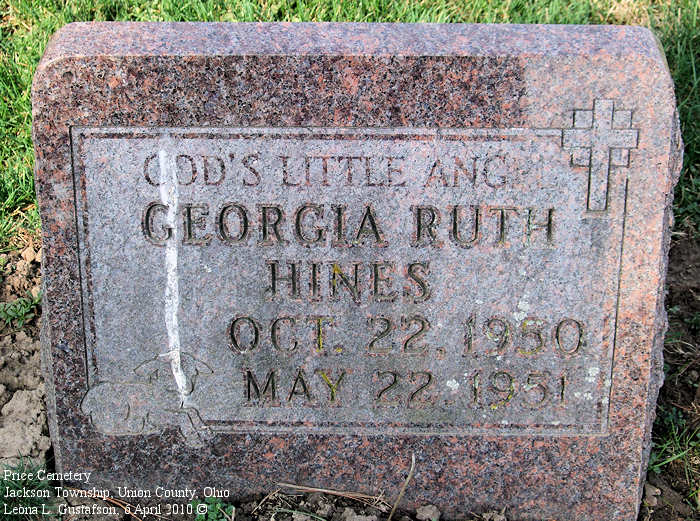 GOD'S LITTLE ANGEL
GEORGIA RUTH
HINES
OCT. 22, 1950
MAY 22, 1951
Price Cemetery
Jackson Township, Union County, Ohio
Leona L. Gustafson, 6 April 2010 ©